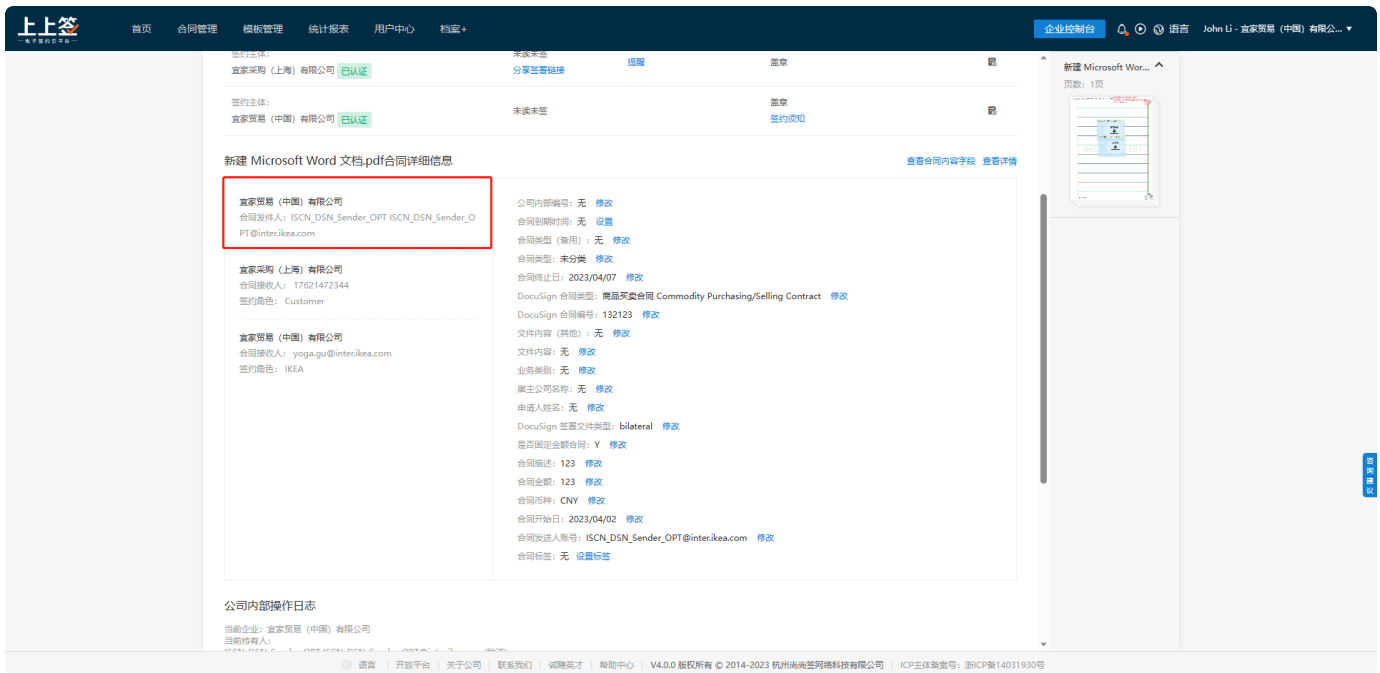 上上签
电子签约云平台
首页 合同管理 模板管理 统计报表 用户中心 档案+ 企业控制台 语言 John Li - 宜家贸易（中国）有限公... ▼
签约主体：
宜家采购（上海）有限公司 已认证
未读未签
分享签署链接
提醒
盖章
签约主体：
宜家贸易（中国）有限公司 已认证
未读未签
盖章
签约须知
新建 Microsoft Word 文档.pdf合同详细信息
查看合同内容字段 查看详情
宜家贸易（中国）有限公司
合同发件人：ISCN_DSN_Sender_OPT ISCN_DSN_Sender_O
PT@inter.ikea.com
宜家采购（上海）有限公司
合同接收人： 17621472344
签约角色： Customer
宜家贸易（中国）有限公司
合同接收人： yoga.gu@inter.ikea.com
签约角色： IKEA
公司内部编号：无 修改
合同到期时间：无 设置
合同类型（备用）：无 修改
合同类型：未分类 修改
合同终止日：2023/04/07 修改
DocuSign 合同类型：商品买卖合同 Commodity Purchasing/Selling Contract 修改
DocuSign 合同编号：132123 修改
文件内容（其他）：无 修改
文件内容：无 修改
业务类别：无 修改
雇主公司名称：无 修改
申请人姓名：无 修改
DocuSign 签署文件类型：bilateral 修改
是否固定金额合同：Y 修改
合同描述：123 修改
合同金额：123 修改
合同币种：CNY 修改
合同开始日：2023/04/02 修改
合同发送人账号：ISCN_DSN_Sender_OPT@inter.ikea.com 修改
合同标签：无 设置标签
公司内部操作日志
当前企业：宜家贸易（中国）有限公司
当前持有人：
新建 Microsoft Wor...
页数：1页
咨询建议
语言 | 开放平台 | 关于公司 | 联系我们 | 诚聘英才 | 帮助中心 | V4.0.0 版权所有 © 2014-2023 杭州尚尚签网络科技有限公司 | ICP主体备案号：浙ICP备14031930号